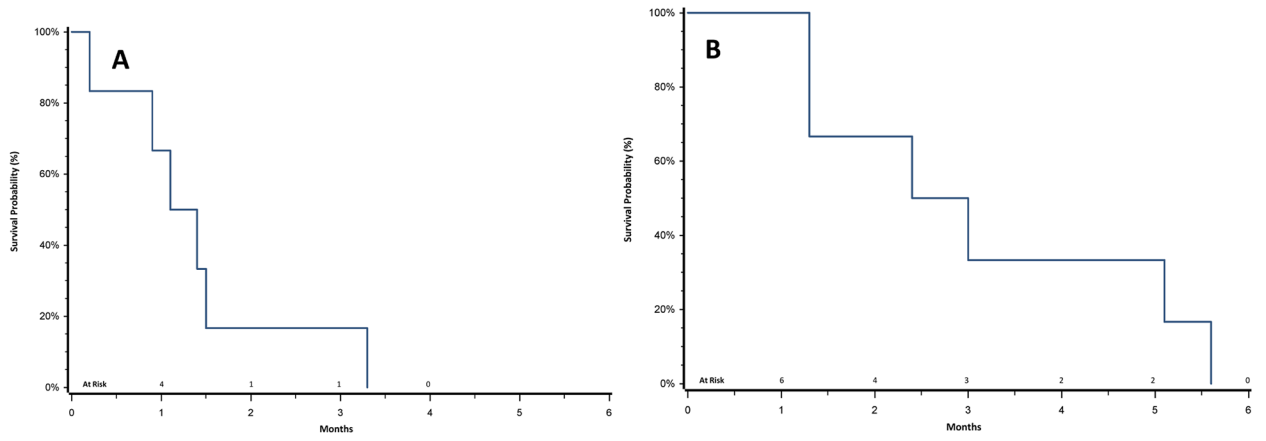 A
Survival Probability (%)
100%
80%
60%
40%
20%
0%
At Risk 4 1 1 0
0 1 2 3 4 5 6
Months
B
Survival Probability (%)
100%
80%
60%
40%
20%
0%
At Risk 6 4 3 2 2 0
0 1 2 3 4 5 6
Months